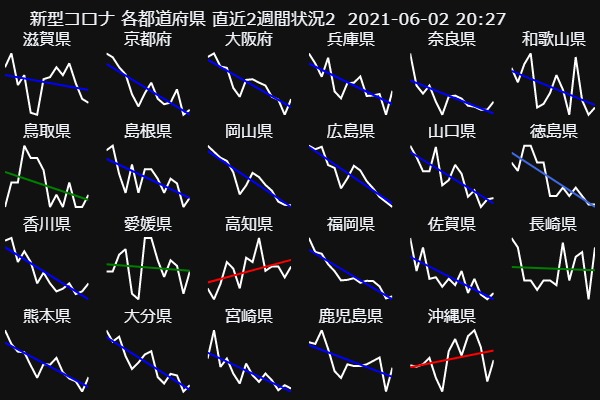 新型コロナ 各都道府県 直近2週間状況2 2021-06-02 20:27
滋賀県 京都府 大阪府 兵庫県 奈良県 和歌山県
鳥取県 島根県 岡山県 広島県 山口県 徳島県
香川県 愛媛県 高知県 福岡県 佐賀県 長崎県
熊本県 大分県 宮崎県 鹿児島県 沖縄県